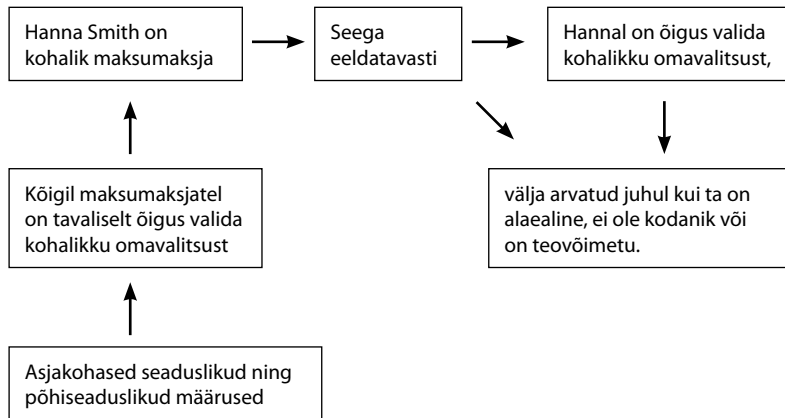 Hanna Smith on
kohalik maksumaksja
Seega
eeldatavasti
Hannal on õigus valida
kohalikku omavalitsust,
Kõigil maksumaksjatel
on tavaliselt õigus valida
kohalikku omavalitsust
välja arvatud juhul kui ta on
alaealine, ei ole kodanik või
on teovõimetu.
Asjakohased seaduslikud ning
põhiseaduslikud määrused